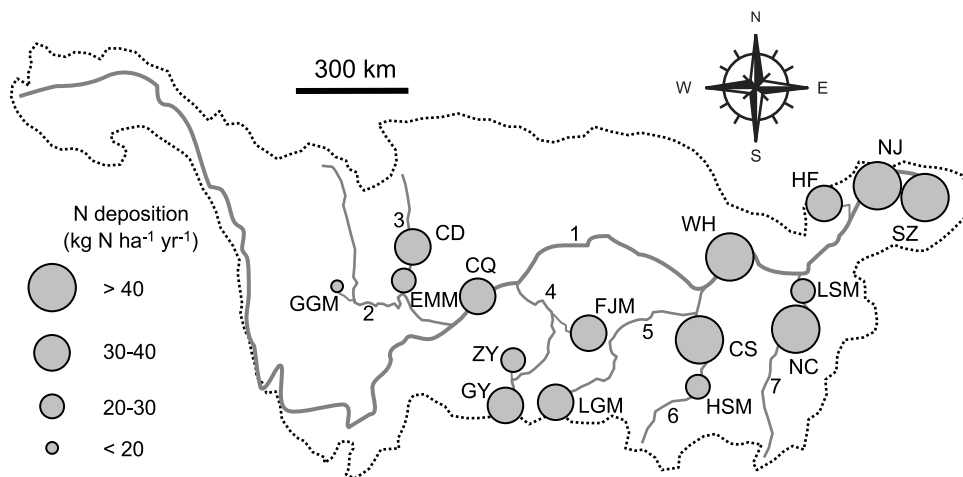 N
W
E
S
300 km
N deposition
(kg N ha⁻¹ yr⁻¹)
> 40
30-40
20-30
< 20
NJ
HF
SZ
WH
1
3
CD
CQ
GGM
EMM
2
4
LSM
FJM
5
CS
NC
ZY
GY
LGM
HSM
6
7